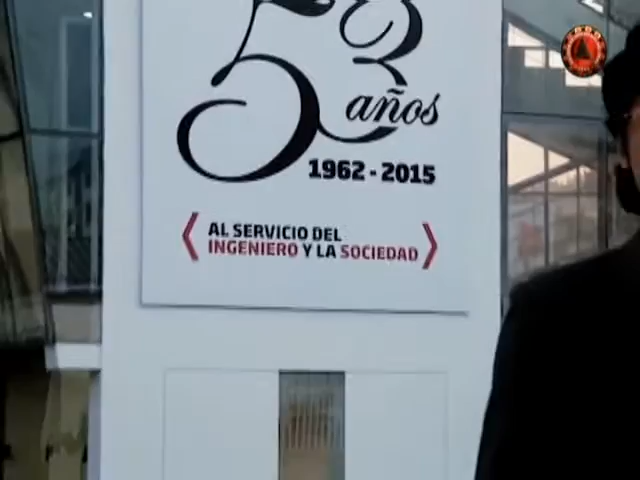 53
años
1962 - 2015
AL SERVICIO DEL
INGENIERO Y LA SOCIEDAD